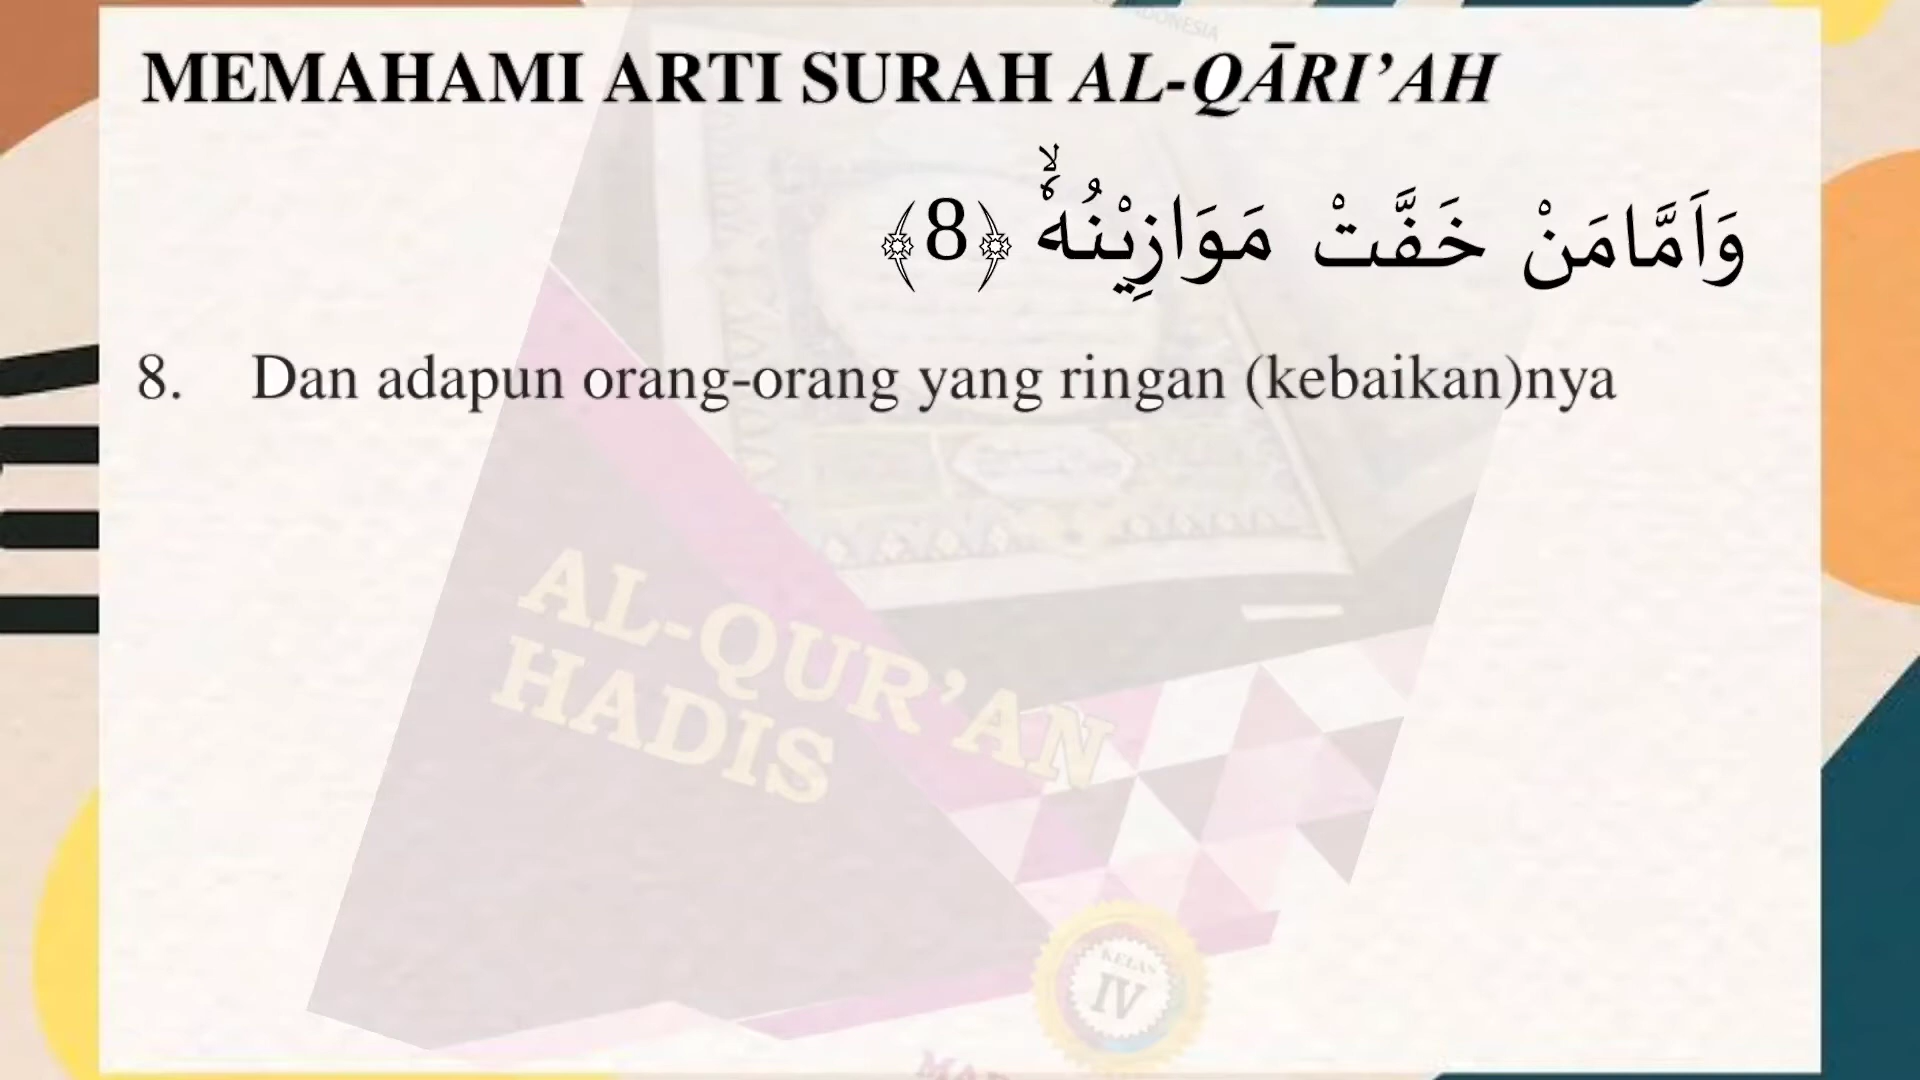 MEMAHAMI ARTI SURAH AL-QĀRI’AH
وَاَمَّامَنْ خَفَّتْ مَوَازِيْنُهٗۙ ﴿8﴾
8. Dan adapun orang-orang yang ringan (kebaikan)nya
AL-QUR’AN
HADIS
KELAS
IV